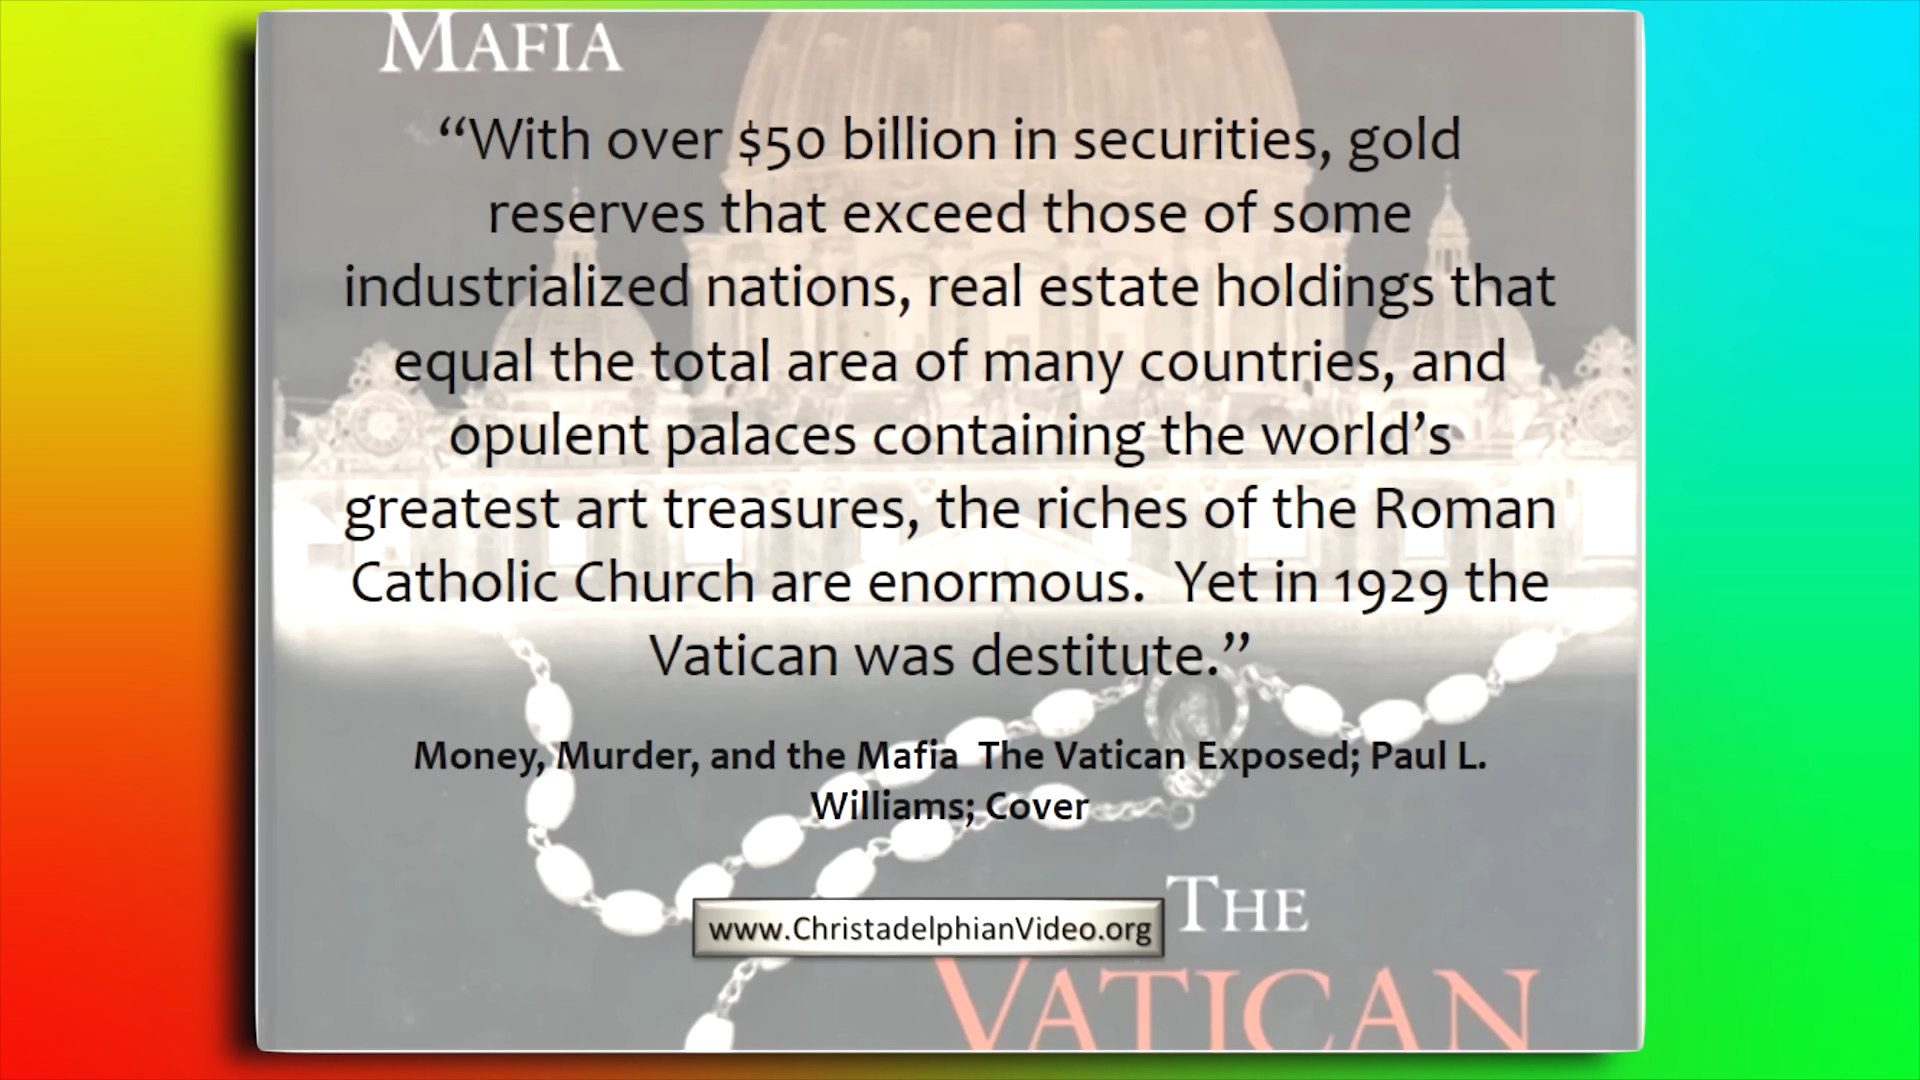 MAFIA
“With over $50 billion in securities, gold
reserves that exceed those of some
industrialized nations, real estate holdings that
equal the total area of many countries, and
opulent palaces containing the world’s
greatest art treasures, the riches of the Roman
Catholic Church are enormous.  Yet in 1929 the
Vatican was destitute.”
Money, Murder, and the Mafia  The Vatican Exposed; Paul L.
Williams; Cover
THE
www.ChristadelphianVideo.org
VATICAN